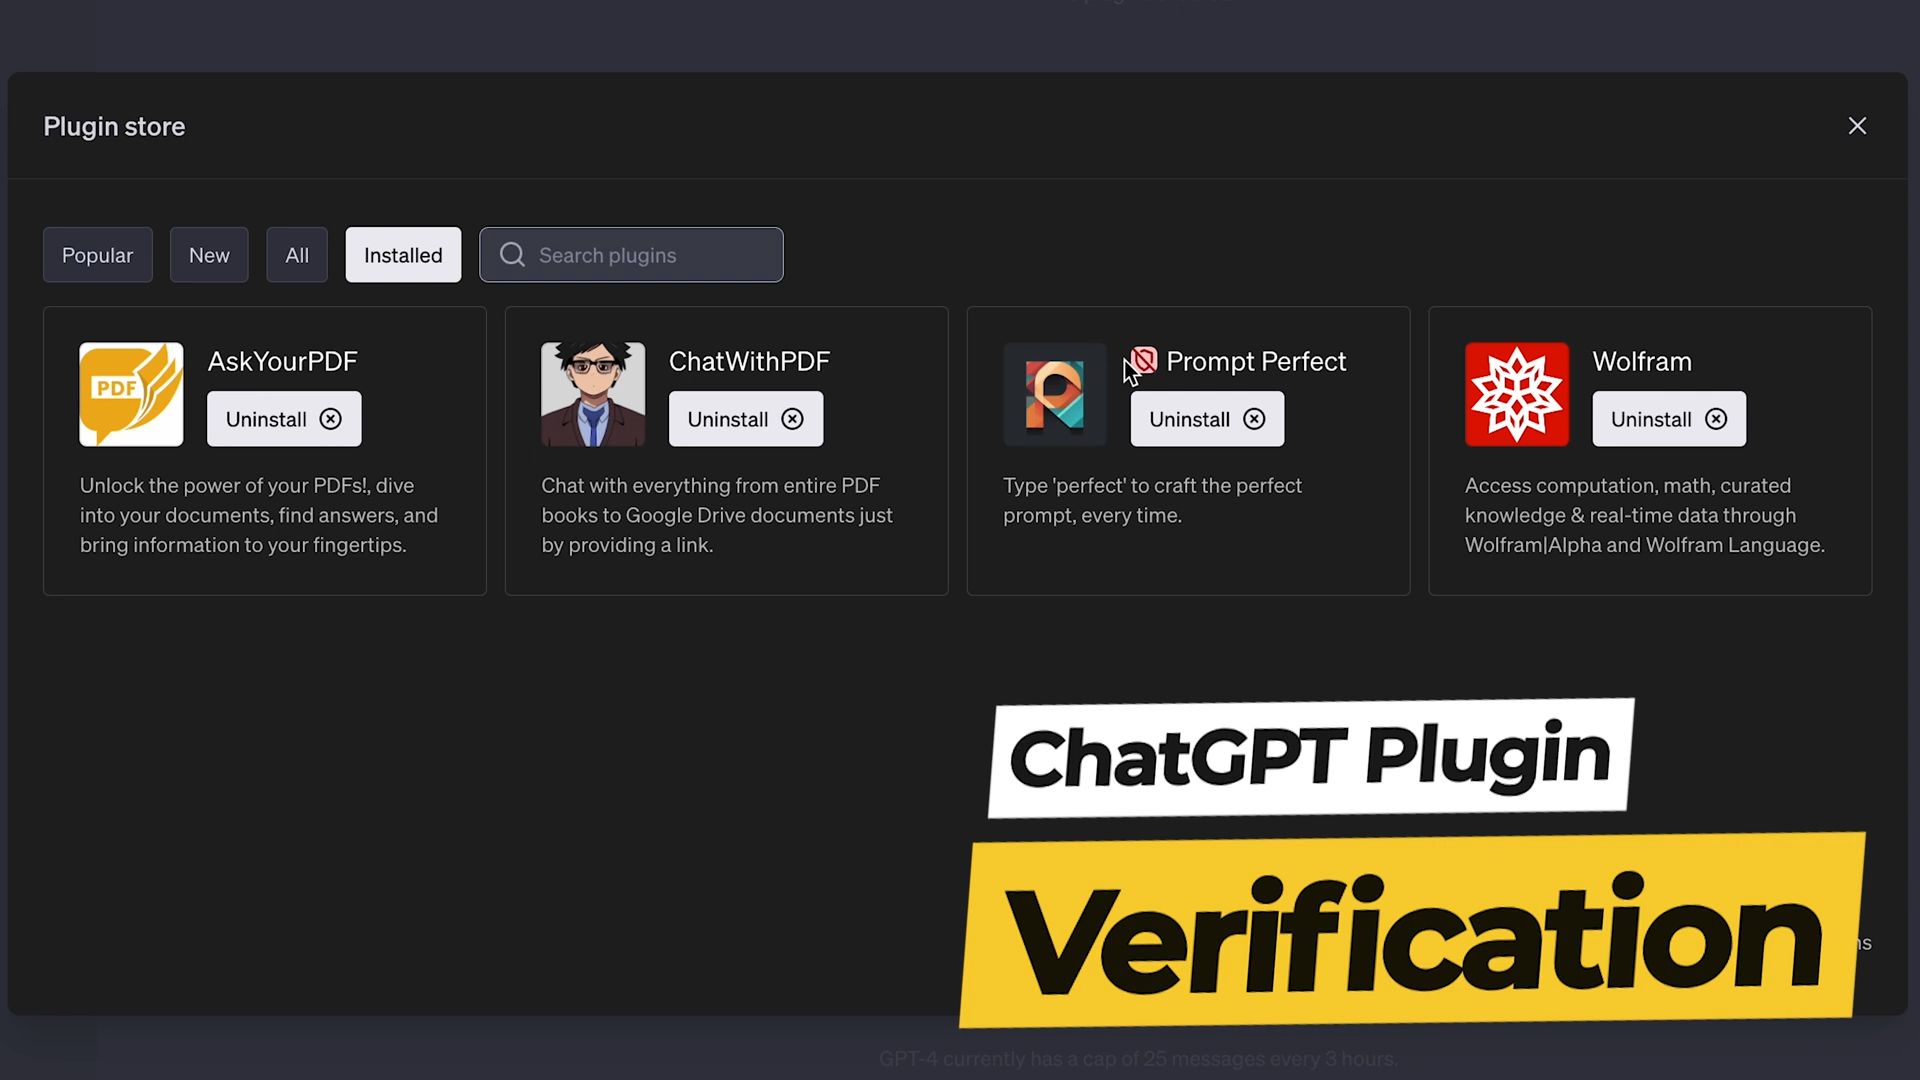 Plugin store
Popular
New
All
Installed
Search plugins
PDF
AskYourPDF
Uninstall
Unlock the power of your PDFs!, dive
into your documents, find answers, and
bring information to your fingertips.
ChatWithPDF
Uninstall
Chat with everything from entire PDF
books to Google Drive documents just
by providing a link.
Prompt Perfect
Uninstall
Type 'perfect' to craft the perfect
prompt, every time.
Wolfram
Uninstall
Access computation, math, curated
knowledge & real-time data through
Wolfram|Alpha and Wolfram Language.
ChatGPT Plugin
Verification
GPT-4 currently has a cap of 25 messages every 3 hours.